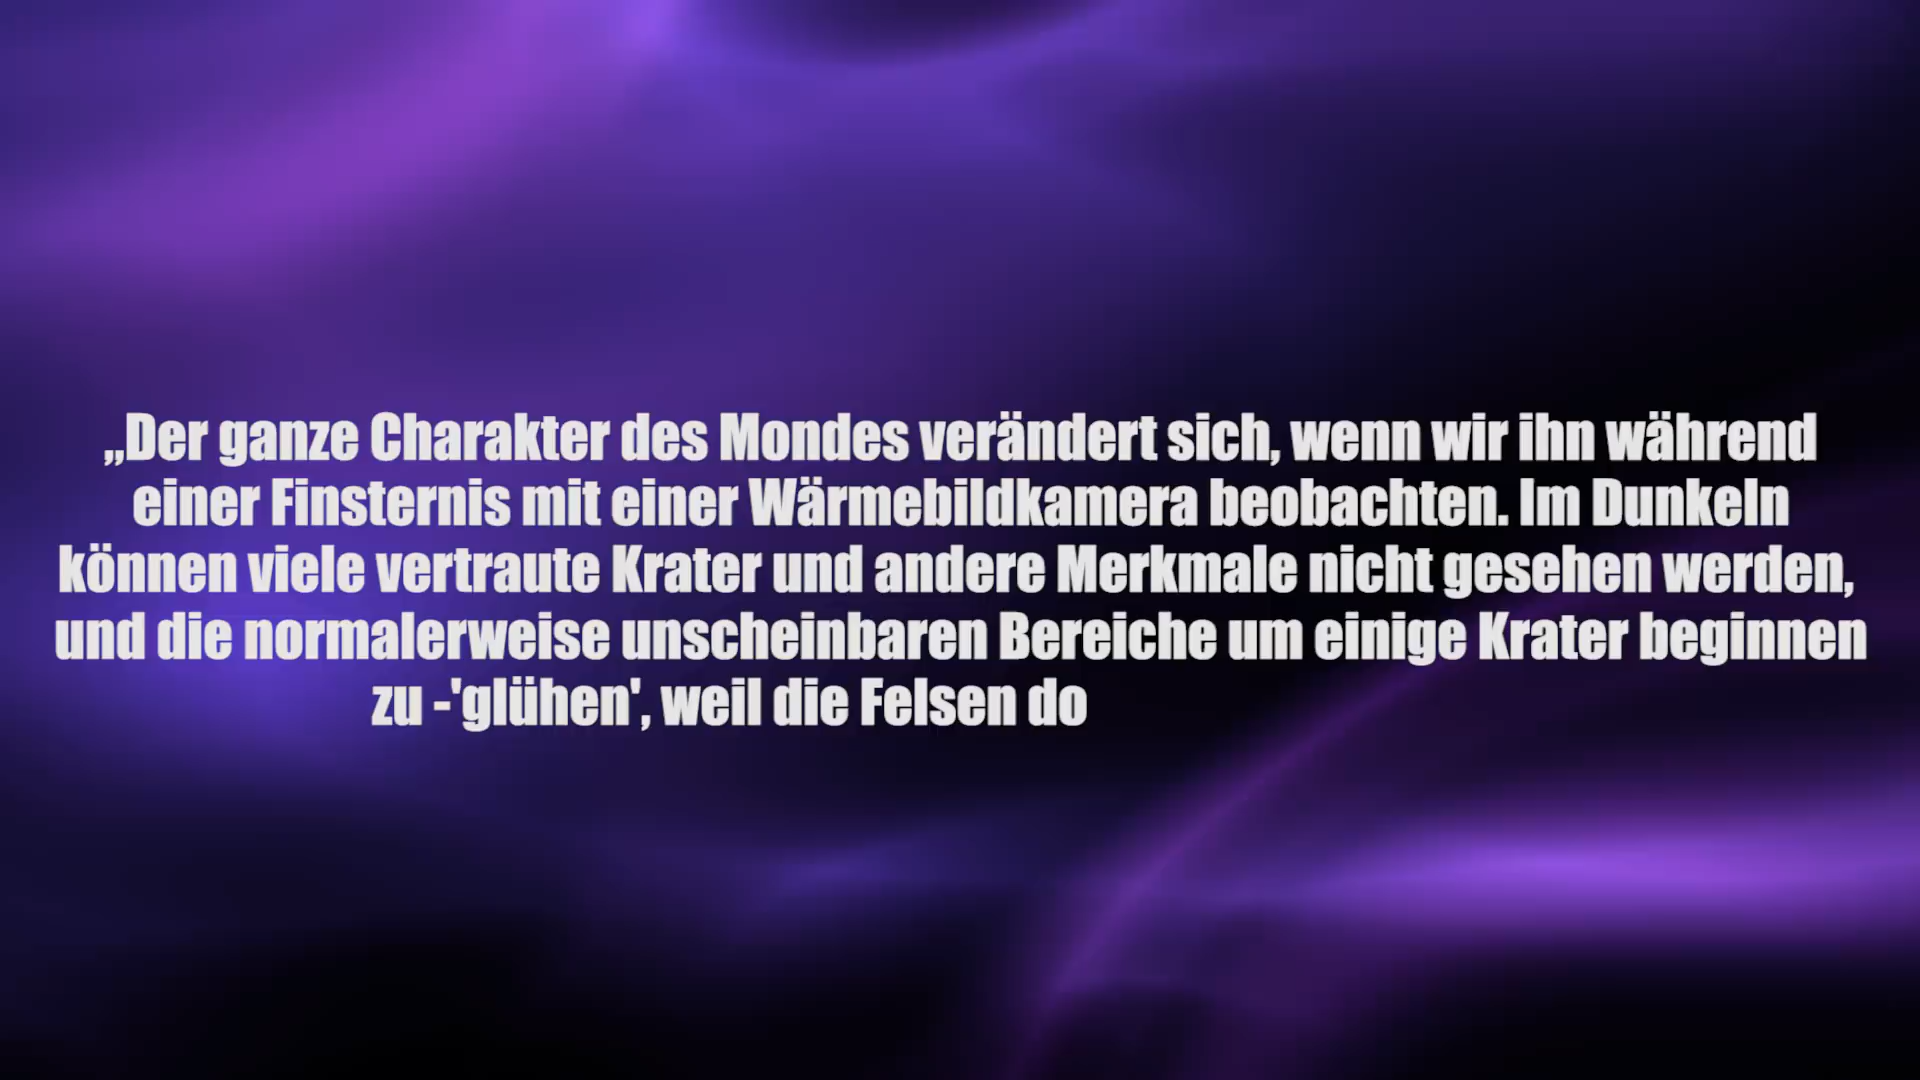 „Der ganze Charakter des Mondes verändert sich, wenn wir ihn während
einer Finsternis mit einer Wärmebildkamera beobachten. Im Dunkeln
können viele vertraute Krater und andere Merkmale nicht gesehen werden,
und die normalerweise unscheinbaren Bereiche um einige Krater beginnen
zu -'glühen', weil die Felsen do